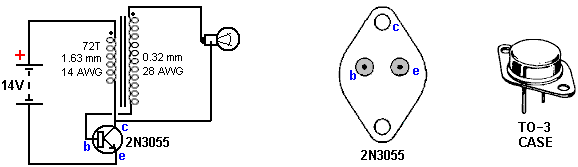 +
14V
72T
1.63 mm
14 AWG
0.32 mm
28 AWG
c
b
e
2N3055
c
b
e
2N3055
TO-3
CASE